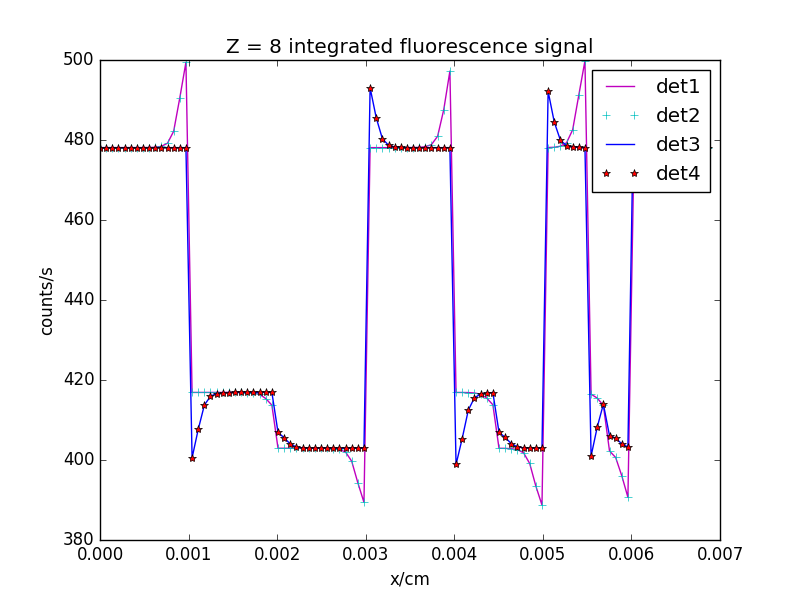 Z = 8 integrated fluorescence signal
500
480
460
440
420
400
380
counts/s
det1
det2
det3
det4
0.000
0.001
0.002
0.003
0.004
0.005
0.006
0.007
x/cm